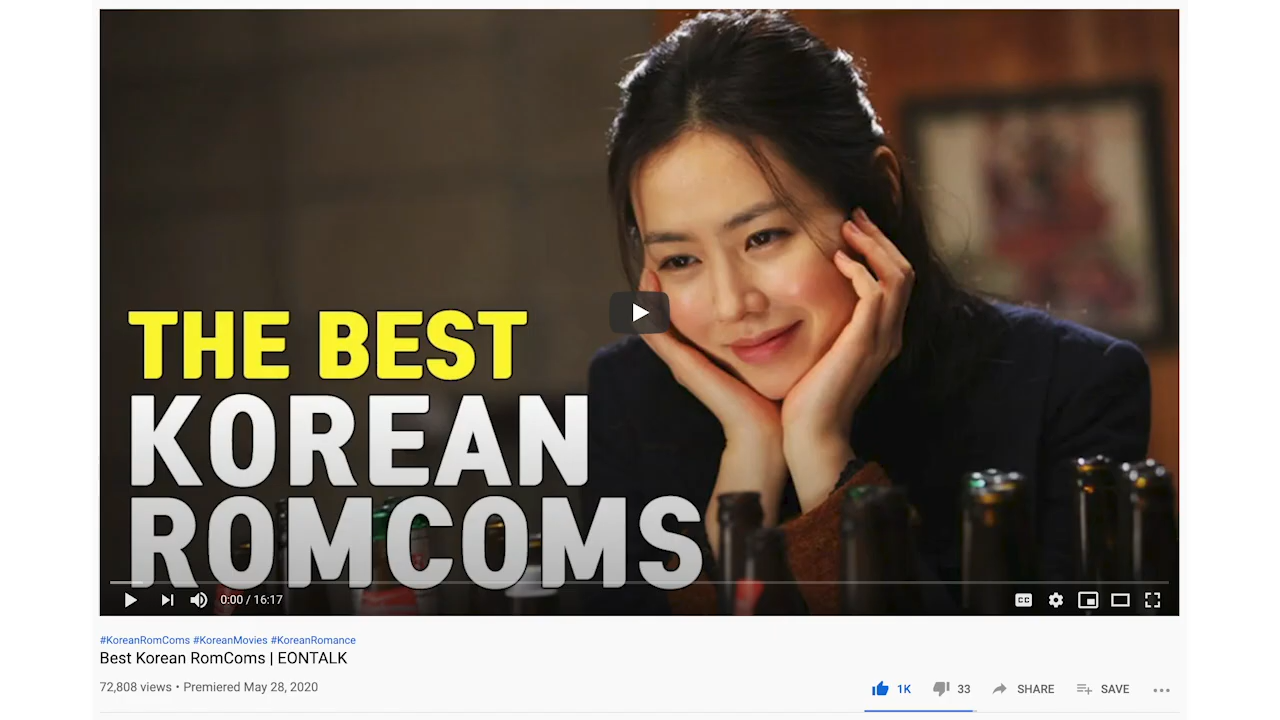 THE BEST
KOREAN
ROMCOMS
0:00 / 16:17
CC
#KoreanRomComs #KoreanMovies #KoreanRomance
Best Korean RomComs | EONTALK
72,808 views • Premiered May 28, 2020
1K 33 SHARE SAVE